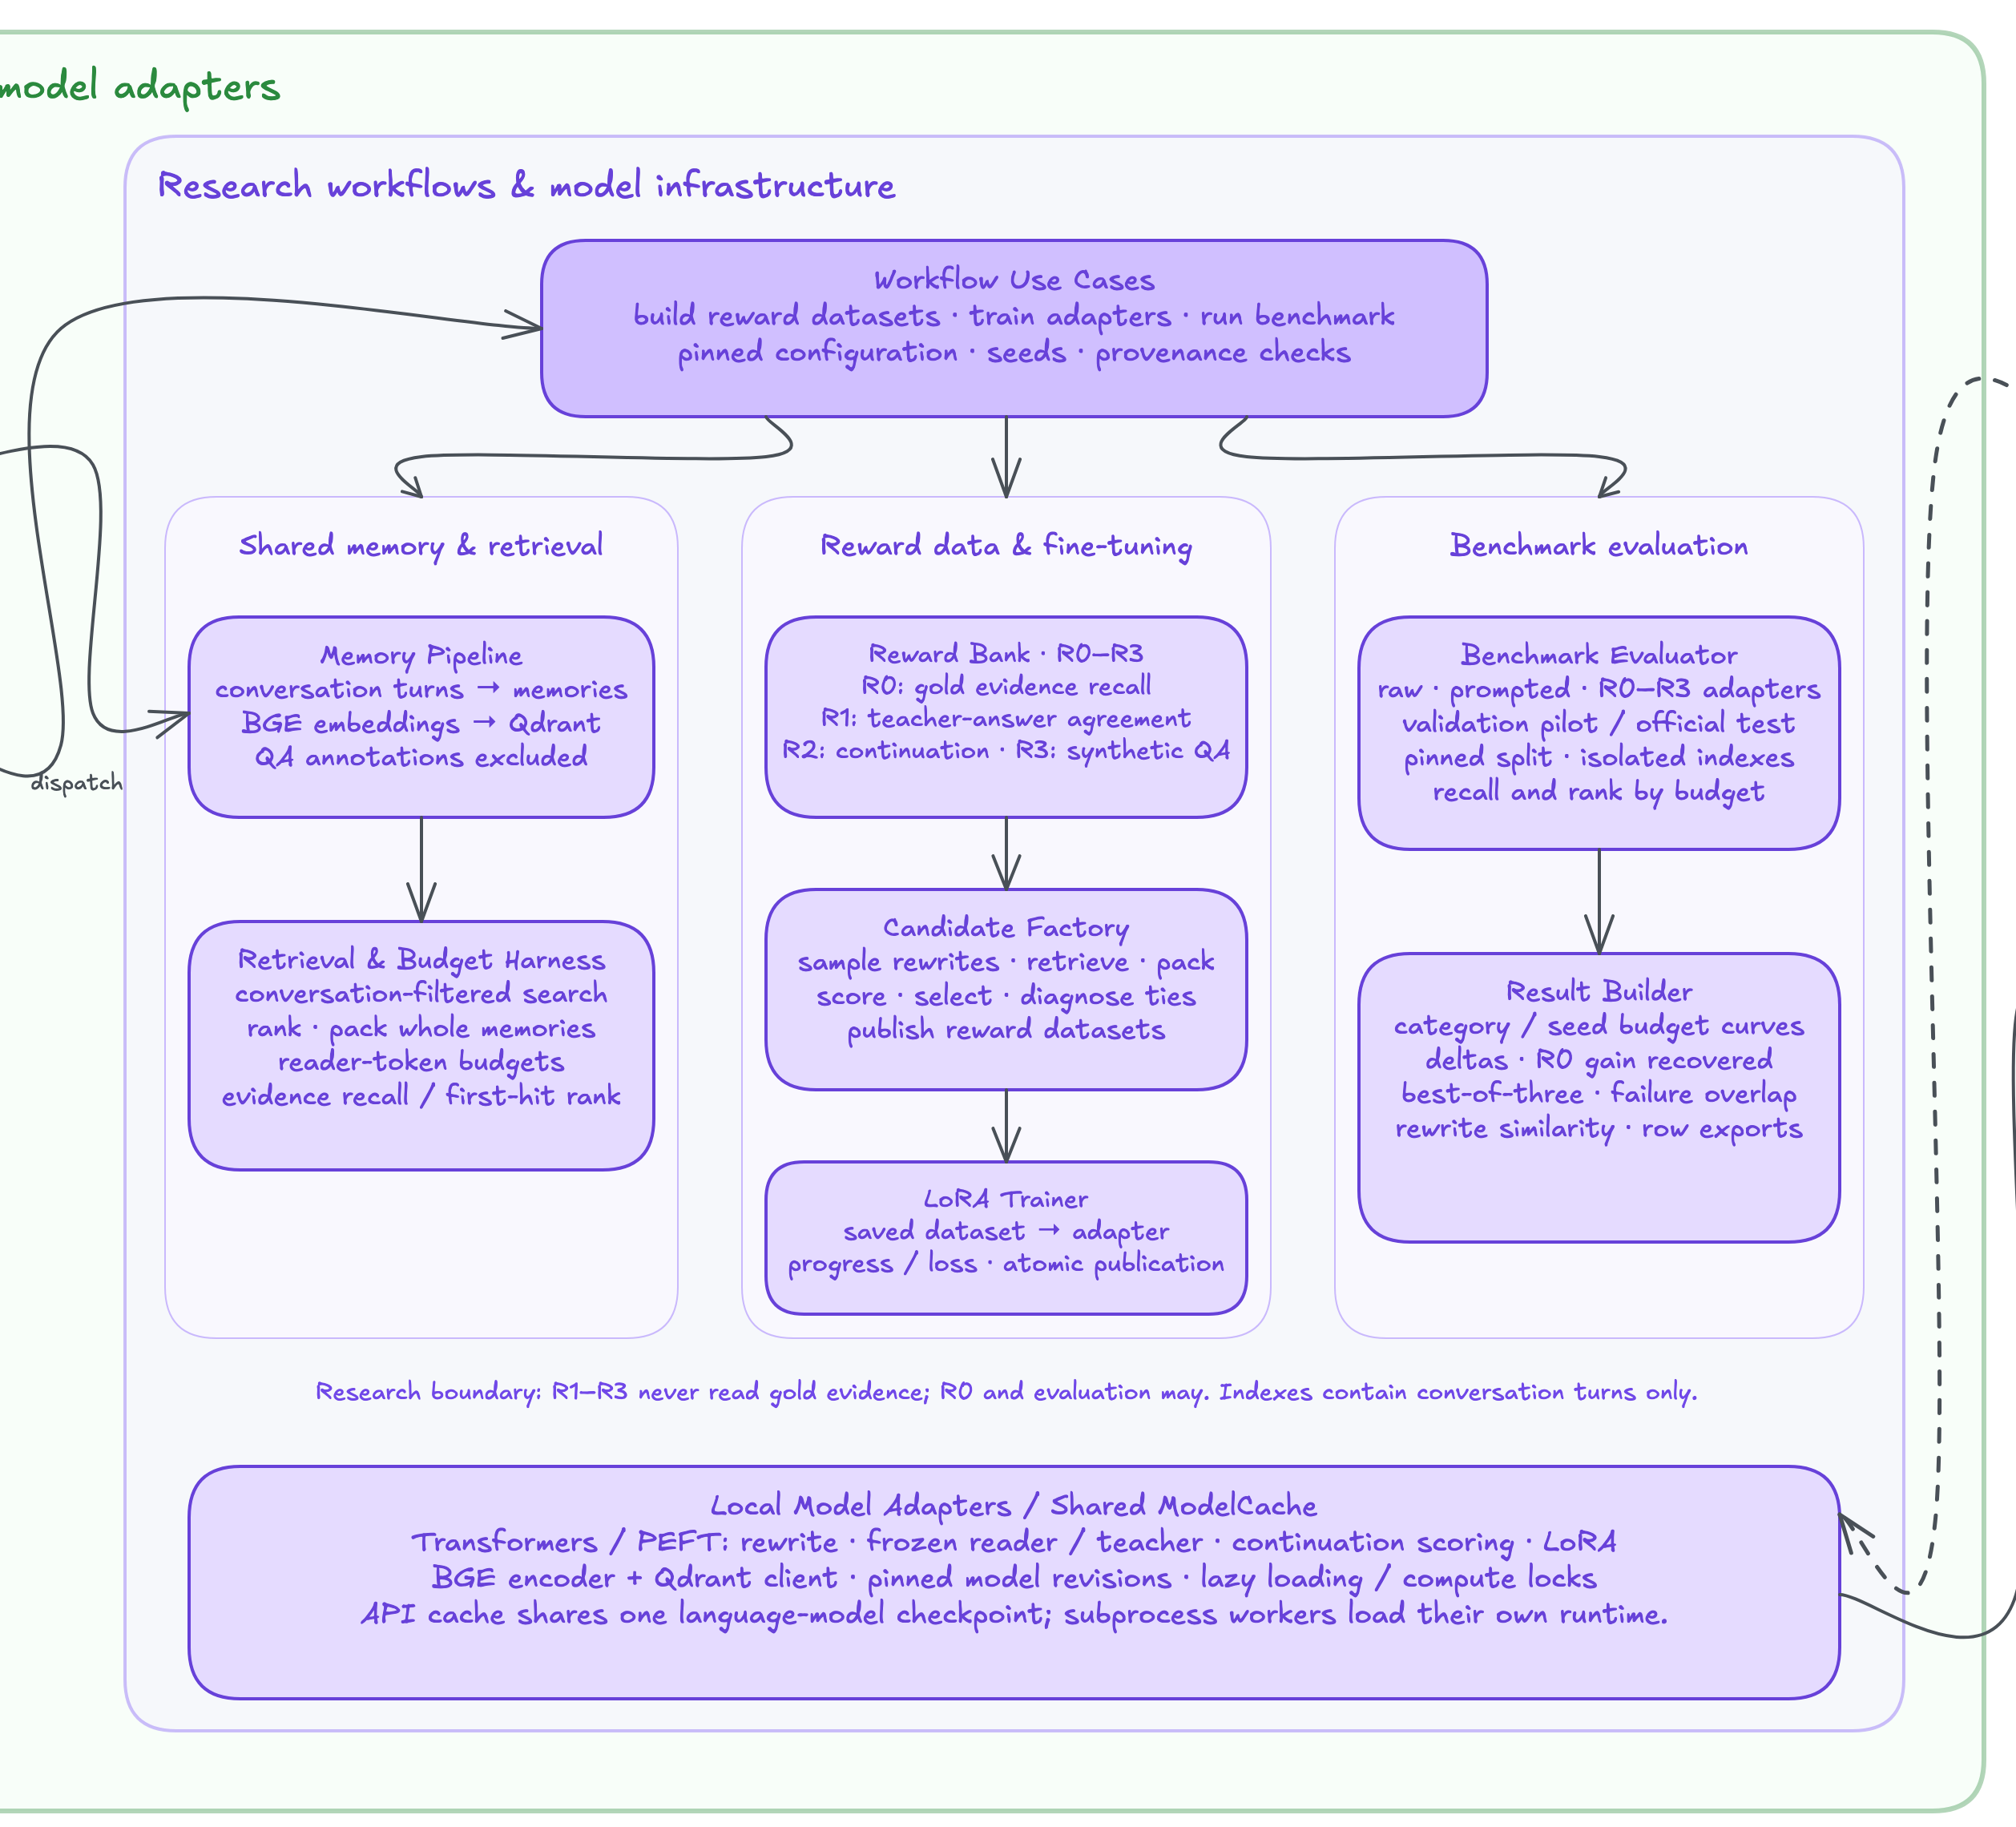 model adapters
Research workflows & model infrastructure
Workflow Use Cases
build reward datasets · train adapters · run benchmark
pinned configuration · seeds · provenance checks
Shared memory & retrieval
Memory Pipeline
conversation turns → memories
BGE embeddings → Qdrant
QA annotations excluded
dispatch
Retrieval & Budget Harness
conversation-filtered search
rank · pack whole memories
reader-token budgets
evidence recall / first-hit rank
Reward data & fine-tuning
Reward Bank · R0–R3
R0: gold evidence recall
R1: teacher-answer agreement
R2: continuation · R3: synthetic QA
Candidate Factory
sample rewrites · retrieve · pack
score · select · diagnose ties
publish reward datasets
LoRA Trainer
saved dataset → adapter
progress / loss · atomic publication
Benchmark evaluation
Benchmark Evaluator
raw · prompted · R0–R3 adapters
validation pilot / official test
pinned split · isolated indexes
recall and rank by budget
Result Builder
category / seed budget curves
deltas · R0 gain recovered
best-of-three · failure overlap
rewrite similarity · row exports
Research boundary: R1–R3 never read gold evidence; R0 and evaluation may. Indexes contain conversation turns only.
Local Model Adapters / Shared ModelCache
Transformers / PEFT: rewrite · frozen reader / teacher · continuation scoring · LoRA
BGE encoder + Qdrant client · pinned model revisions · lazy loading / compute locks
API cache shares one language-model checkpoint; subprocess workers load their own runtime.